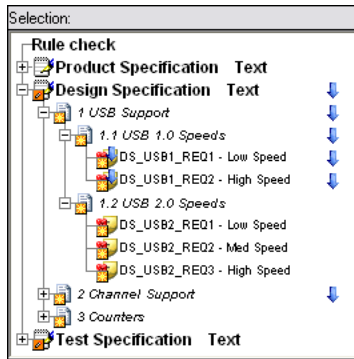 Selection:
Rule check
Product Specification Text
Design Specification Text
1 USB Support
1.1 USB 1.0 Speeds
DS_USB1_REQ1 - Low Speed
DS_USB1_REQ2 - High Speed
1.2 USB 2.0 Speeds
DS_USB2_REQ1 - Low Speed
DS_USB2_REQ2 - Med Speed
DS_USB2_REQ3 - High Speed
2 Channel Support
3 Counters
Test Specification Text